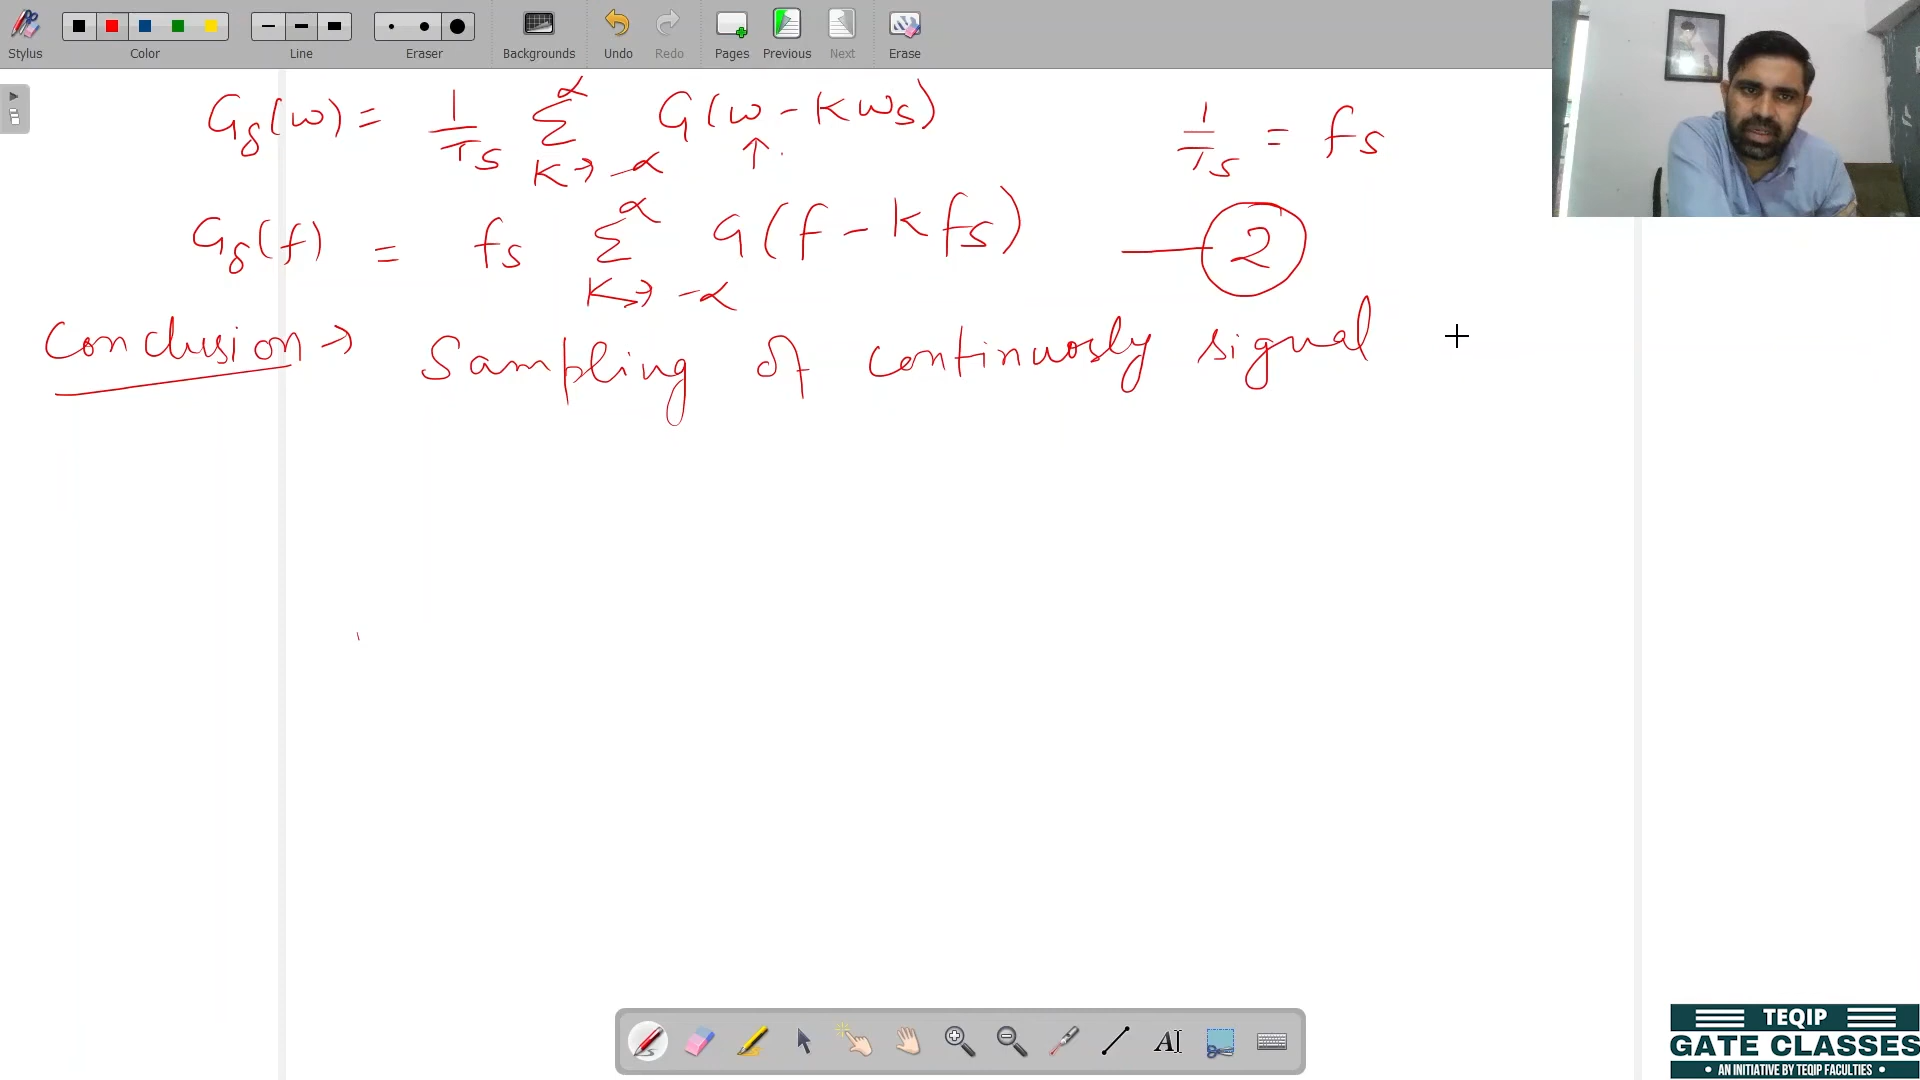 Stylus Color Line Eraser Backgrounds Undo Redo Pages Previous Next Erase
Gδ(ω) = 1/Ts Σ K→-∝ ∝ G(ω - Kωs) 1/Ts = fs
Gδ(f) = fs Σ K→-∝ ∝ G(f - Kfs) — 2
Conclusion → Sampling of continuosly signal
TEQIP
GATE CLASSES
• AN INITIATIVE BY TEQIP FACULTIES •